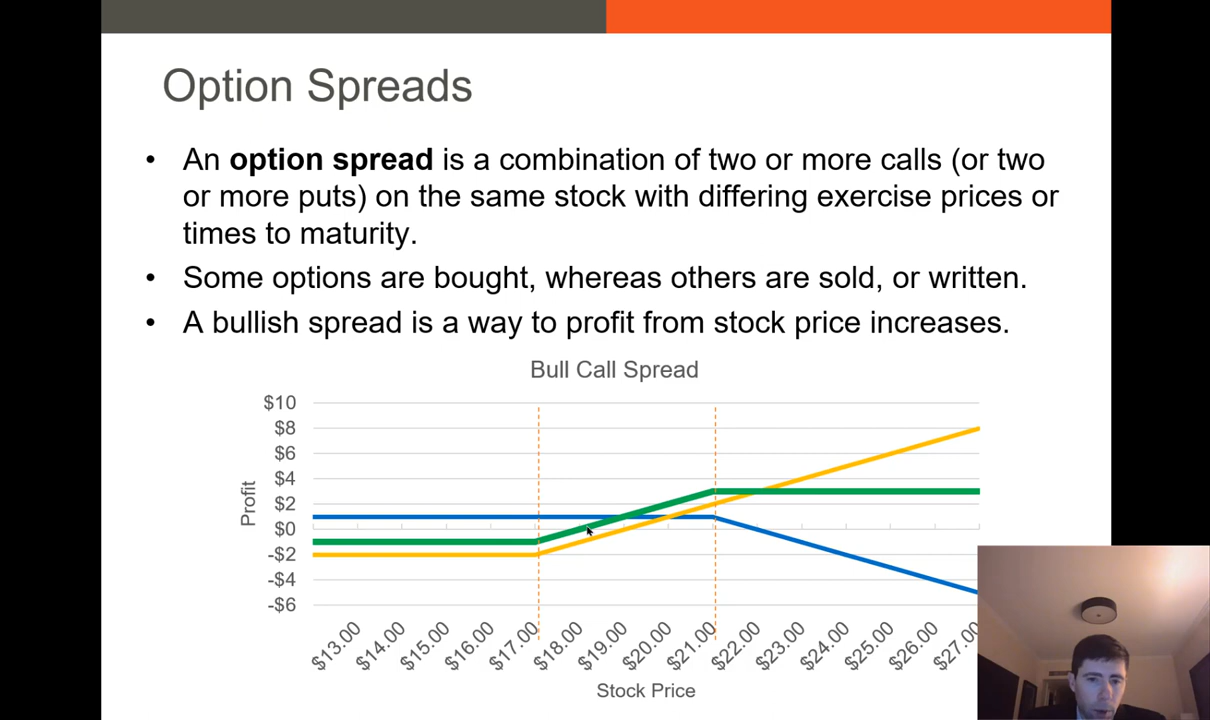 Option Spreads
• An option spread is a combination of two or more calls (or two
or more puts) on the same stock with differing exercise prices or
times to maturity.
• Some options are bought, whereas others are sold, or written.
• A bullish spread is a way to profit from stock price increases.
Bull Call Spread
$10
$8
$6
$4
$2
$0
-$2
-$4
-$6
Profit
$13.00
$14.00
$15.00
$16.00
$17.00
$18.00
$19.00
$20.00
$21.00
$22.00
$23.00
$24.00
$25.00
$26.00
$27.00
Stock Price